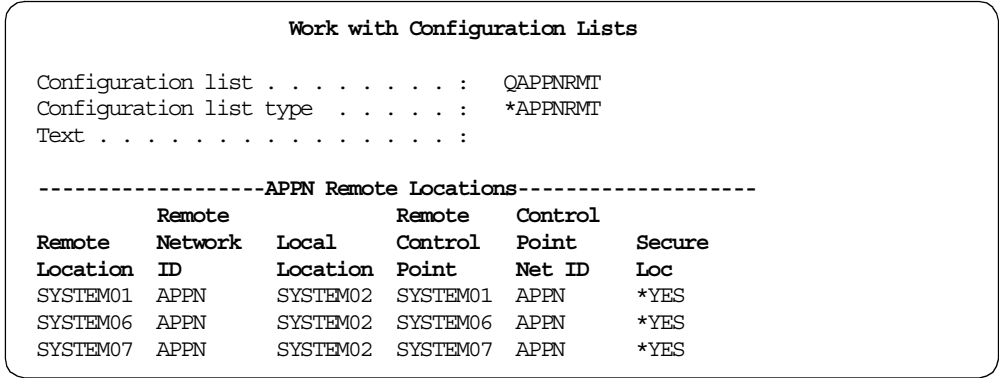 Work with Configuration Lists
Configuration list . . . . . . . . : QAPPNRMT
Configuration list type . . . . . : *APPNRMT
Text . . . . . . . . . . . . . . . :
-------------------APPN Remote Locations--------------------
Remote Remote Control
Remote Network Local Control Point Secure
Location ID Location Point Net ID Loc
SYSTEM01 APPN SYSTEM02 SYSTEM01 APPN *YES
SYSTEM06 APPN SYSTEM02 SYSTEM06 APPN *YES
SYSTEM07 APPN SYSTEM02 SYSTEM07 APPN *YES